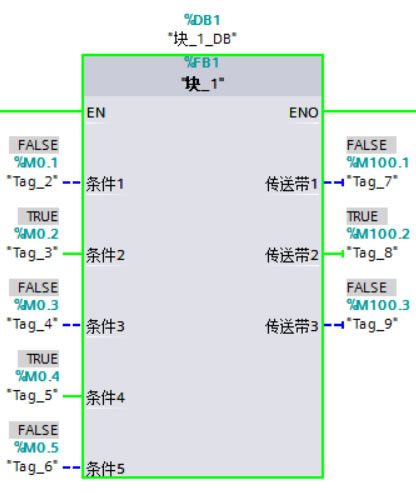 %DB1
"块_1_DB"
%FB1
"块_1"
EN
ENO
FALSE
%M0.1
"Tag_2"
条件1
传送带1
FALSE
%M100.1
"Tag_7"
TRUE
%M0.2
"Tag_3"
条件2
传送带2
TRUE
%M100.2
"Tag_8"
FALSE
%M0.3
"Tag_4"
条件3
传送带3
FALSE
%M100.3
"Tag_9"
TRUE
%M0.4
"Tag_5"
条件4
FALSE
%M0.5
"Tag_6"
条件5